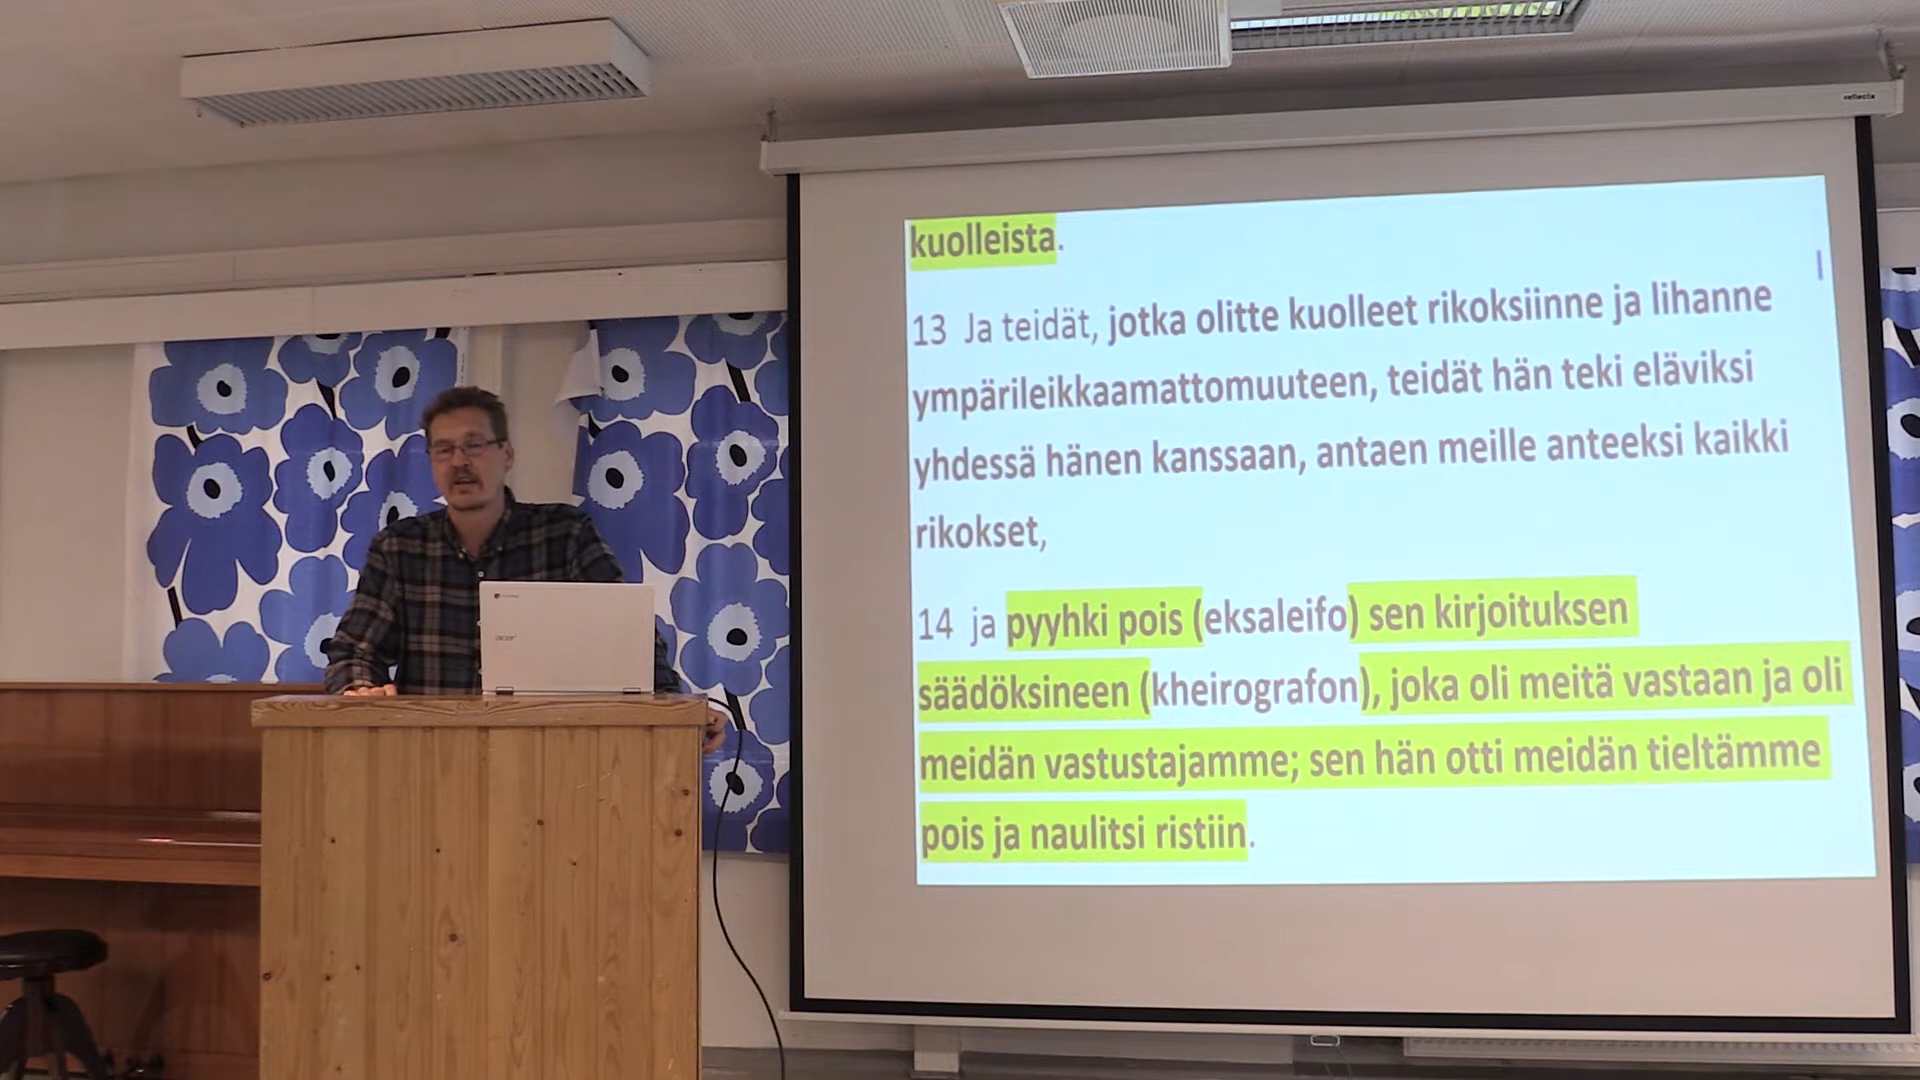 reflecta
kuolleista.
13 Ja teidät, jotka olitte kuolleet rikoksiinne ja lihanne
ympärileikkaamattomuuteen, teidät hän teki eläviksi
yhdessä hänen kanssaan, antaen meille anteeksi kaikki
rikokset,
14 ja pyyhki pois (eksaleifo) sen kirjoituksen
säädöksineen (kheirografon), joka oli meitä vastaan ja oli
meidän vastustajamme; sen hän otti meidän tieltämme
pois ja naulitsi ristiin.
acer